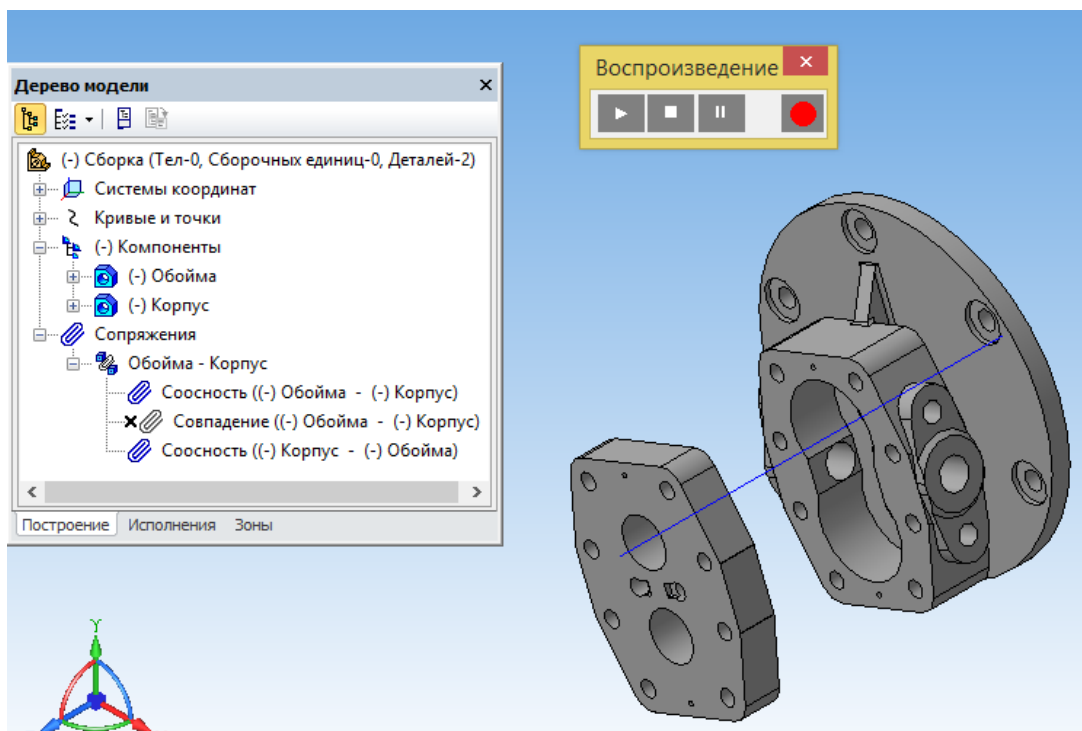 Дерево модели
(-) Сборка (Тел-0, Сборочных единиц-0, Деталей-2)
Системы координат
Кривые и точки
(-) Компоненты
(-) Обойма
(-) Корпус
Сопряжения
Обойма - Корпус
Соосность ((-) Обойма - (-) Корпус)
Совпадение ((-) Обойма - (-) Корпус)
Соосность ((-) Корпус - (-) Обойма)
Построение Исполнения Зоны
Воспроизведение
Y